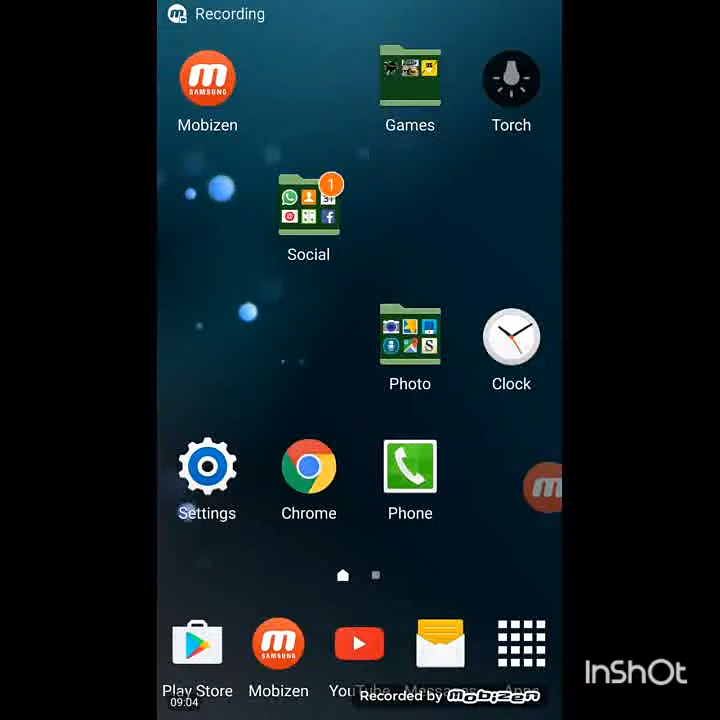 Recording
SAMSUNG
Mobizen
Games
Torch
1
Social
Photo
Clock
Settings
Chrome
Phone
SAMSUNG
Play Store
Mobizen
YouTube
09:04
Recorded by mobizen
InShOt